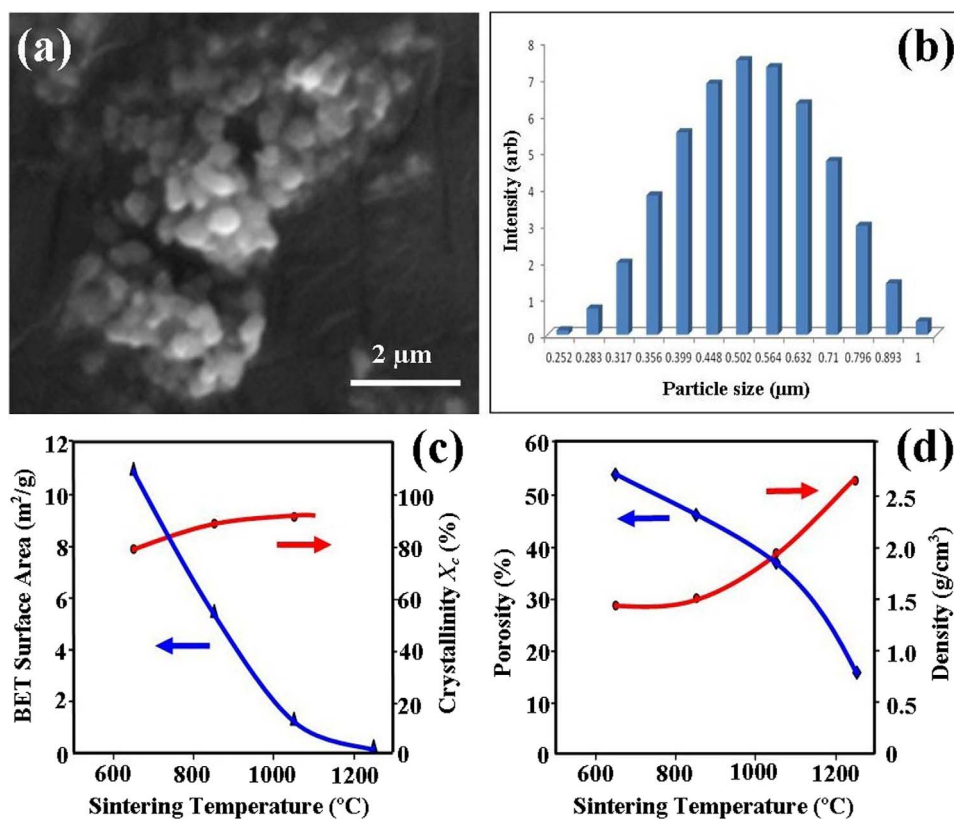 (a)
2 µm
(b)
Intensity (arb)
8
7
6
5
4
3
2
1
0
0.252 0.283 0.317 0.356 0.399 0.448 0.502 0.564 0.632 0.71 0.796 0.893 1
Particle size (µm)
(c)
BET Surface Area (m²/g)
12
10
8
6
4
2
0
600 800 1000 1200
Sintering Temperature (°C)
100
80
60
40
20
0
Crystallinity Xc (%)
(d)
Porosity (%)
60
50
40
30
20
10
0
600 800 1000 1200
Sintering Temperature (°C)
2.5
2.0
1.5
1.0
0.5
0
Density (g/cm³)